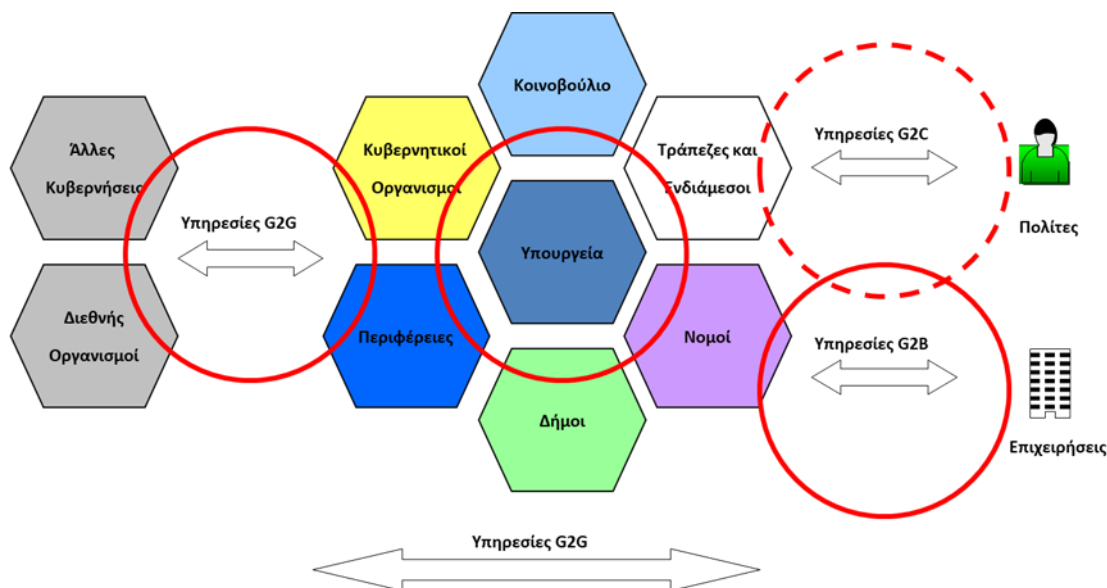 Κοινοβούλιο
Άλλες
Κυβερνήσεις
Κυβερνητικοί
Οργανισμοι
Τράπεζες και
Ενδιάμεσοι
Υπηρεσίες G2C
Πολίτες
Υπηρεσίες G2G
Υπουργεία
Διεθνής
Οργανισμοί
Περιφέρειες
Νομοί
Υπηρεσίες G2B
Επιχειρήσεις
Δήμοι
Υπηρεσίες G2G